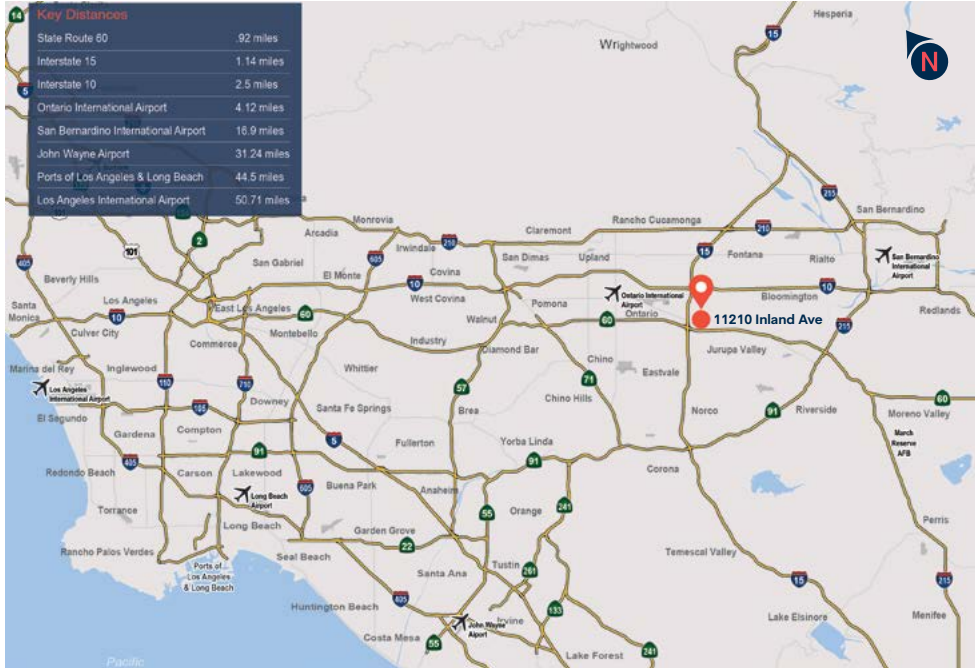 Key Distances
State Route 60 .92 miles
Interstate 15 1.14 miles
Interstate 10 2.5 miles
Ontario International Airport 4.12 miles
San Bernardino International Airport 16.9 miles
John Wayne Airport 31.24 miles
Ports of Los Angeles & Long Beach 44.5 miles
Los Angeles International Airport 50.71 miles
N
14
5
Hesperia
15
Wrightwood
215
San Bernardino
Rancho Cucamonga
210
Claremont
Monrovia
Arcadia
2
101
405
Irwindale
210
605
San Gabriel
San Dimas
Upland
15
Fontana
Rialto
215
San Bernardino
International
Airport
Beverly Hills
El Monte
Covina
10
West Covina
Pomona
Ontario International
Airport
Ontario
Bloomington
10
Redlands
Santa
Monica
Los Angeles
10
Culver City
East Los Angeles
60
Montebello
Walnut
60
11210 Inland Ave
215
Commerce
Industry
Diamond Bar
Jurupa Valley
Marina del Rey
Inglewood
110
710
Whittier
57
Chino
71
Eastvale
Los Angeles
International Airport
105
Downey
Santa Fe Springs
Brea
Chino Hills
Norco
91
Riverside
60
Moreno Valley
El Segundo
Gardena
Compton
5
Fullerton
Yorba Linda
March
Reserve
AFB
91
91
Redondo Beach
405
Carson
Lakewood
605
Buena Park
Anaheim
Corona
Torrance
Long Beach
Airport
55
Orange
241
Long Beach
Garden Grove
22
Perris
Rancho Palos Verdes
Seal Beach
Temescal Valley
Ports of
Los Angeles
& Long Beach
Santa Ana
Tustin
261
15
215
Huntington Beach
405
133
Lake Elsinore
Menifee
John Wayne
Aiport
Irvine
Costa Mesa
55
Lake Forest
241
Pacific